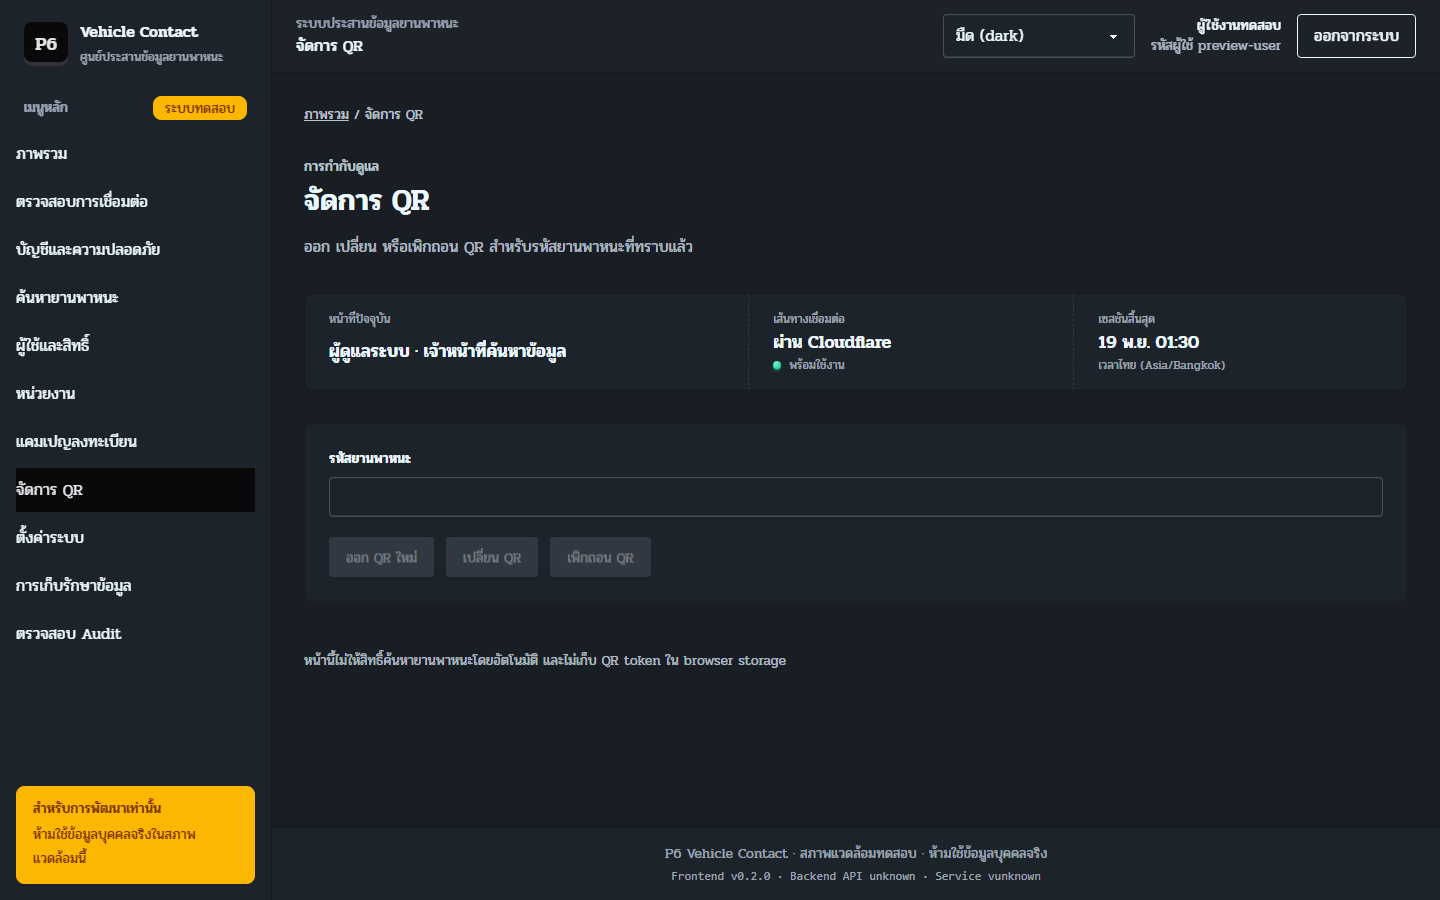 P6
Vehicle Contact
ศูนย์ประสานข้อมูลยานพาหนะ
เมนูหลัก
ระบบทดสอบ
ภาพรวม
ตรวจสอบการเชื่อมต่อ
บัญชีและความปลอดภัย
ค้นหายานพาหนะ
ผู้ใช้และสิทธิ์
หน่วยงาน
แคมเปญลงทะเบียน
จัดการ QR
ตั้งค่าระบบ
การเก็บรักษาข้อมูล
ตรวจสอบ Audit
สำหรับการพัฒนาเท่านั้น
ห้ามใช้ข้อมูลบุคคลจริงในสภาพ
แวดล้อมนี้
ระบบประสานข้อมูลยานพาหนะ
จัดการ QR
มืด (dark)
ผู้ใช้งานทดสอบ
รหัสผู้ใช้ preview-user
ออกจากระบบ
ภาพรวม / จัดการ QR
การกำกับดูแล
จัดการ QR
ออก เปลี่ยน หรือเพิกถอน QR สำหรับรหัสยานพาหนะที่ทราบแล้ว
หน้าที่ปัจจุบัน
ผู้ดูแลระบบ · เจ้าหน้าที่ค้นหาข้อมูล
เส้นทางเชื่อมต่อ
ผ่าน Cloudflare
พร้อมใช้งาน
เซสชันสิ้นสุด
19 พ.ย. 01:30
เวลาไทย (Asia/Bangkok)
รหัสยานพาหนะ
ออก QR ใหม่
เปลี่ยน QR
เพิกถอน QR
หน้านี้ไม่ให้สิทธิ์ค้นหายานพาหนะโดยอัตโนมัติ และไม่เก็บ QR token ใน browser storage
P6 Vehicle Contact · สภาพแวดล้อมทดสอบ · ห้ามใช้ข้อมูลบุคคลจริง
Frontend v0.2.0 · Backend API unknown · Service vunknown